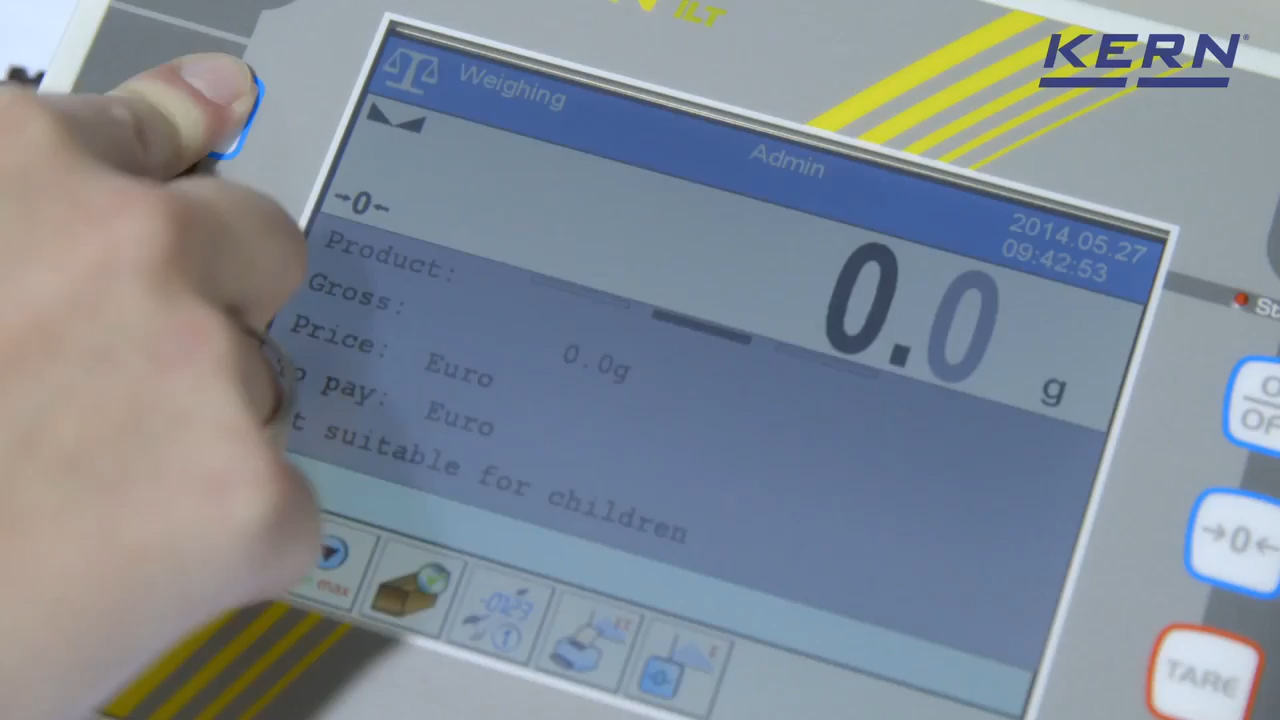 ILT
KERN
Weighing
Admin
2014.05.27
09:42:53
→0←
0.0
g
Product:
Gross:
0.0g
Price: Euro
o pay: Euro
t suitable for children
max
→0←
TARE